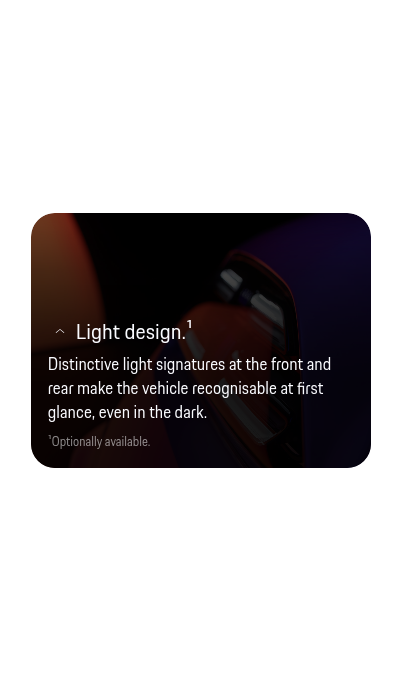 Light design.¹
Distinctive light signatures at the front and
rear make the vehicle recognisable at first
glance, even in the dark.
¹Optionally available.